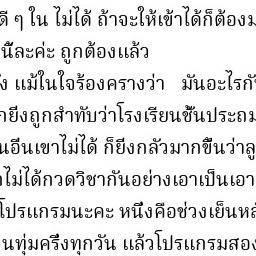 ดี ๆ ใน ไม่ได้ ถ้าจะให้เข้าได้ก็ต้อง
นี่ละค่ะ ถูกต้องแล้ว
แม้ในใจร้องครางว่า มันอะไรกั
ยิ่งถูกสำทับว่าโรงเรียนชั้นประถม
อื่นเขาไม่ได้ ก็ยิ่งกลัวมากขึ้นว่าลู
ไม่ได้กวดวิชากันอย่างเอาเป็นเอา
โปรแกรมนะคะ หนึ่งคือช่วงเย็นหลั
นทุ่มครึ่งทุกวัน แล้วโปรแกรมสอง